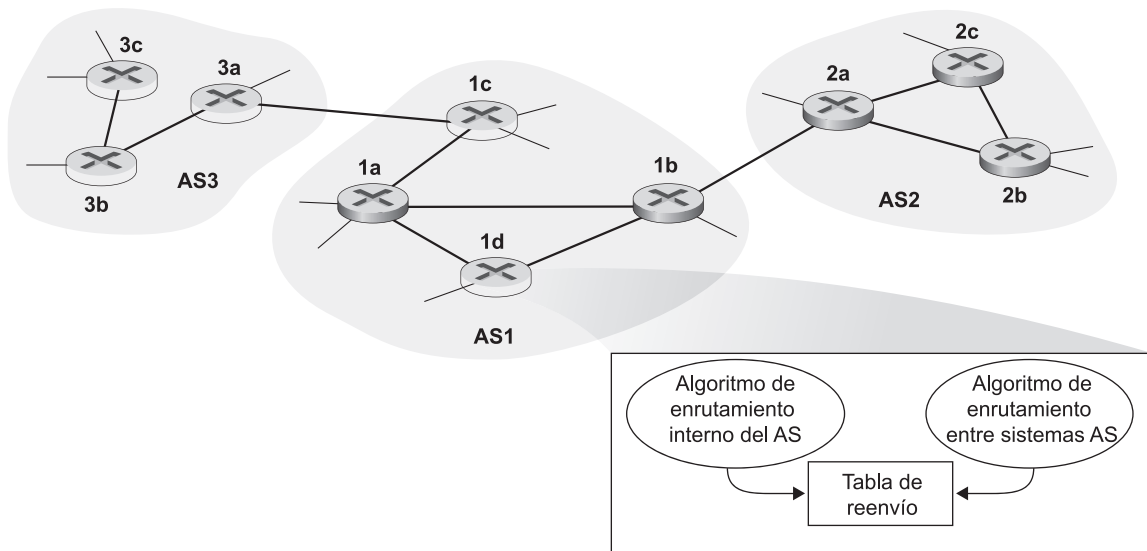 3c
3a
3b
AS3
1c
1a
1b
1d
AS1
2c
2a
2b
AS2
Algoritmo de
enrutamiento
interno del AS
Algoritmo de
enrutamiento
entre sistemas AS
Tabla de
reenvío